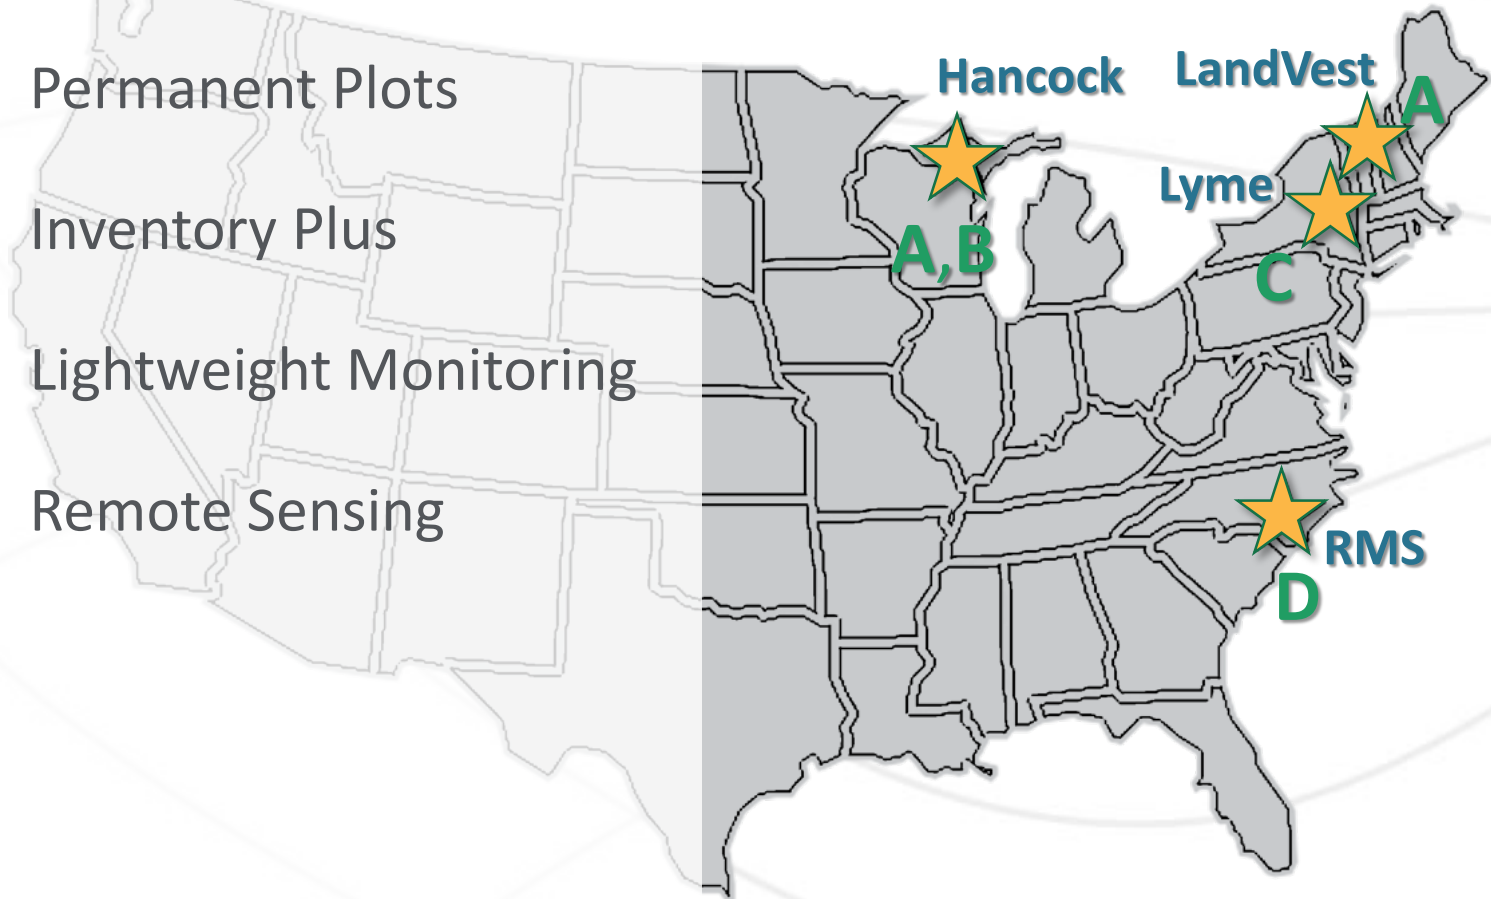 Permanent Plots
Inventory Plus
Lightweight Monitoring
Remote Sensing
Hancock
A,B
LandVest
A
Lyme
C
RMS
D